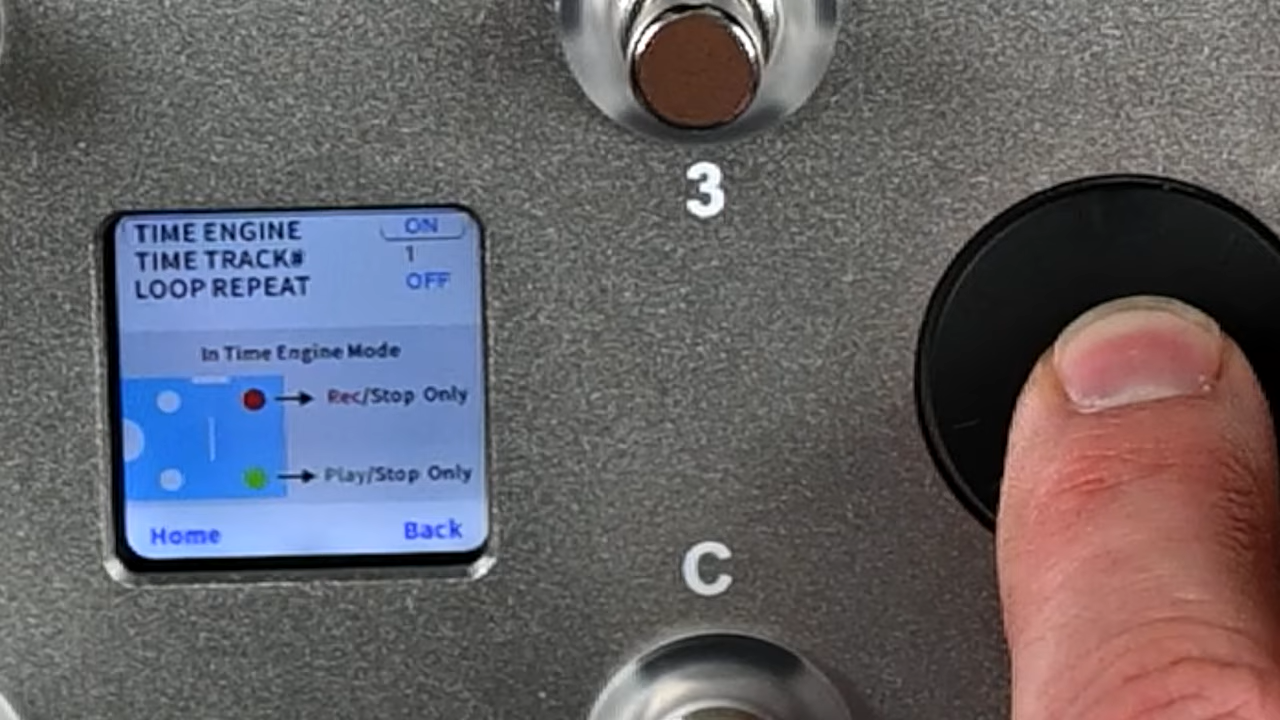 3
TIME ENGINE ON
TIME TRACK# 1
LOOP REPEAT OFF
In Time Engine Mode
Rec/Stop Only
Play/Stop Only
Home Back
C